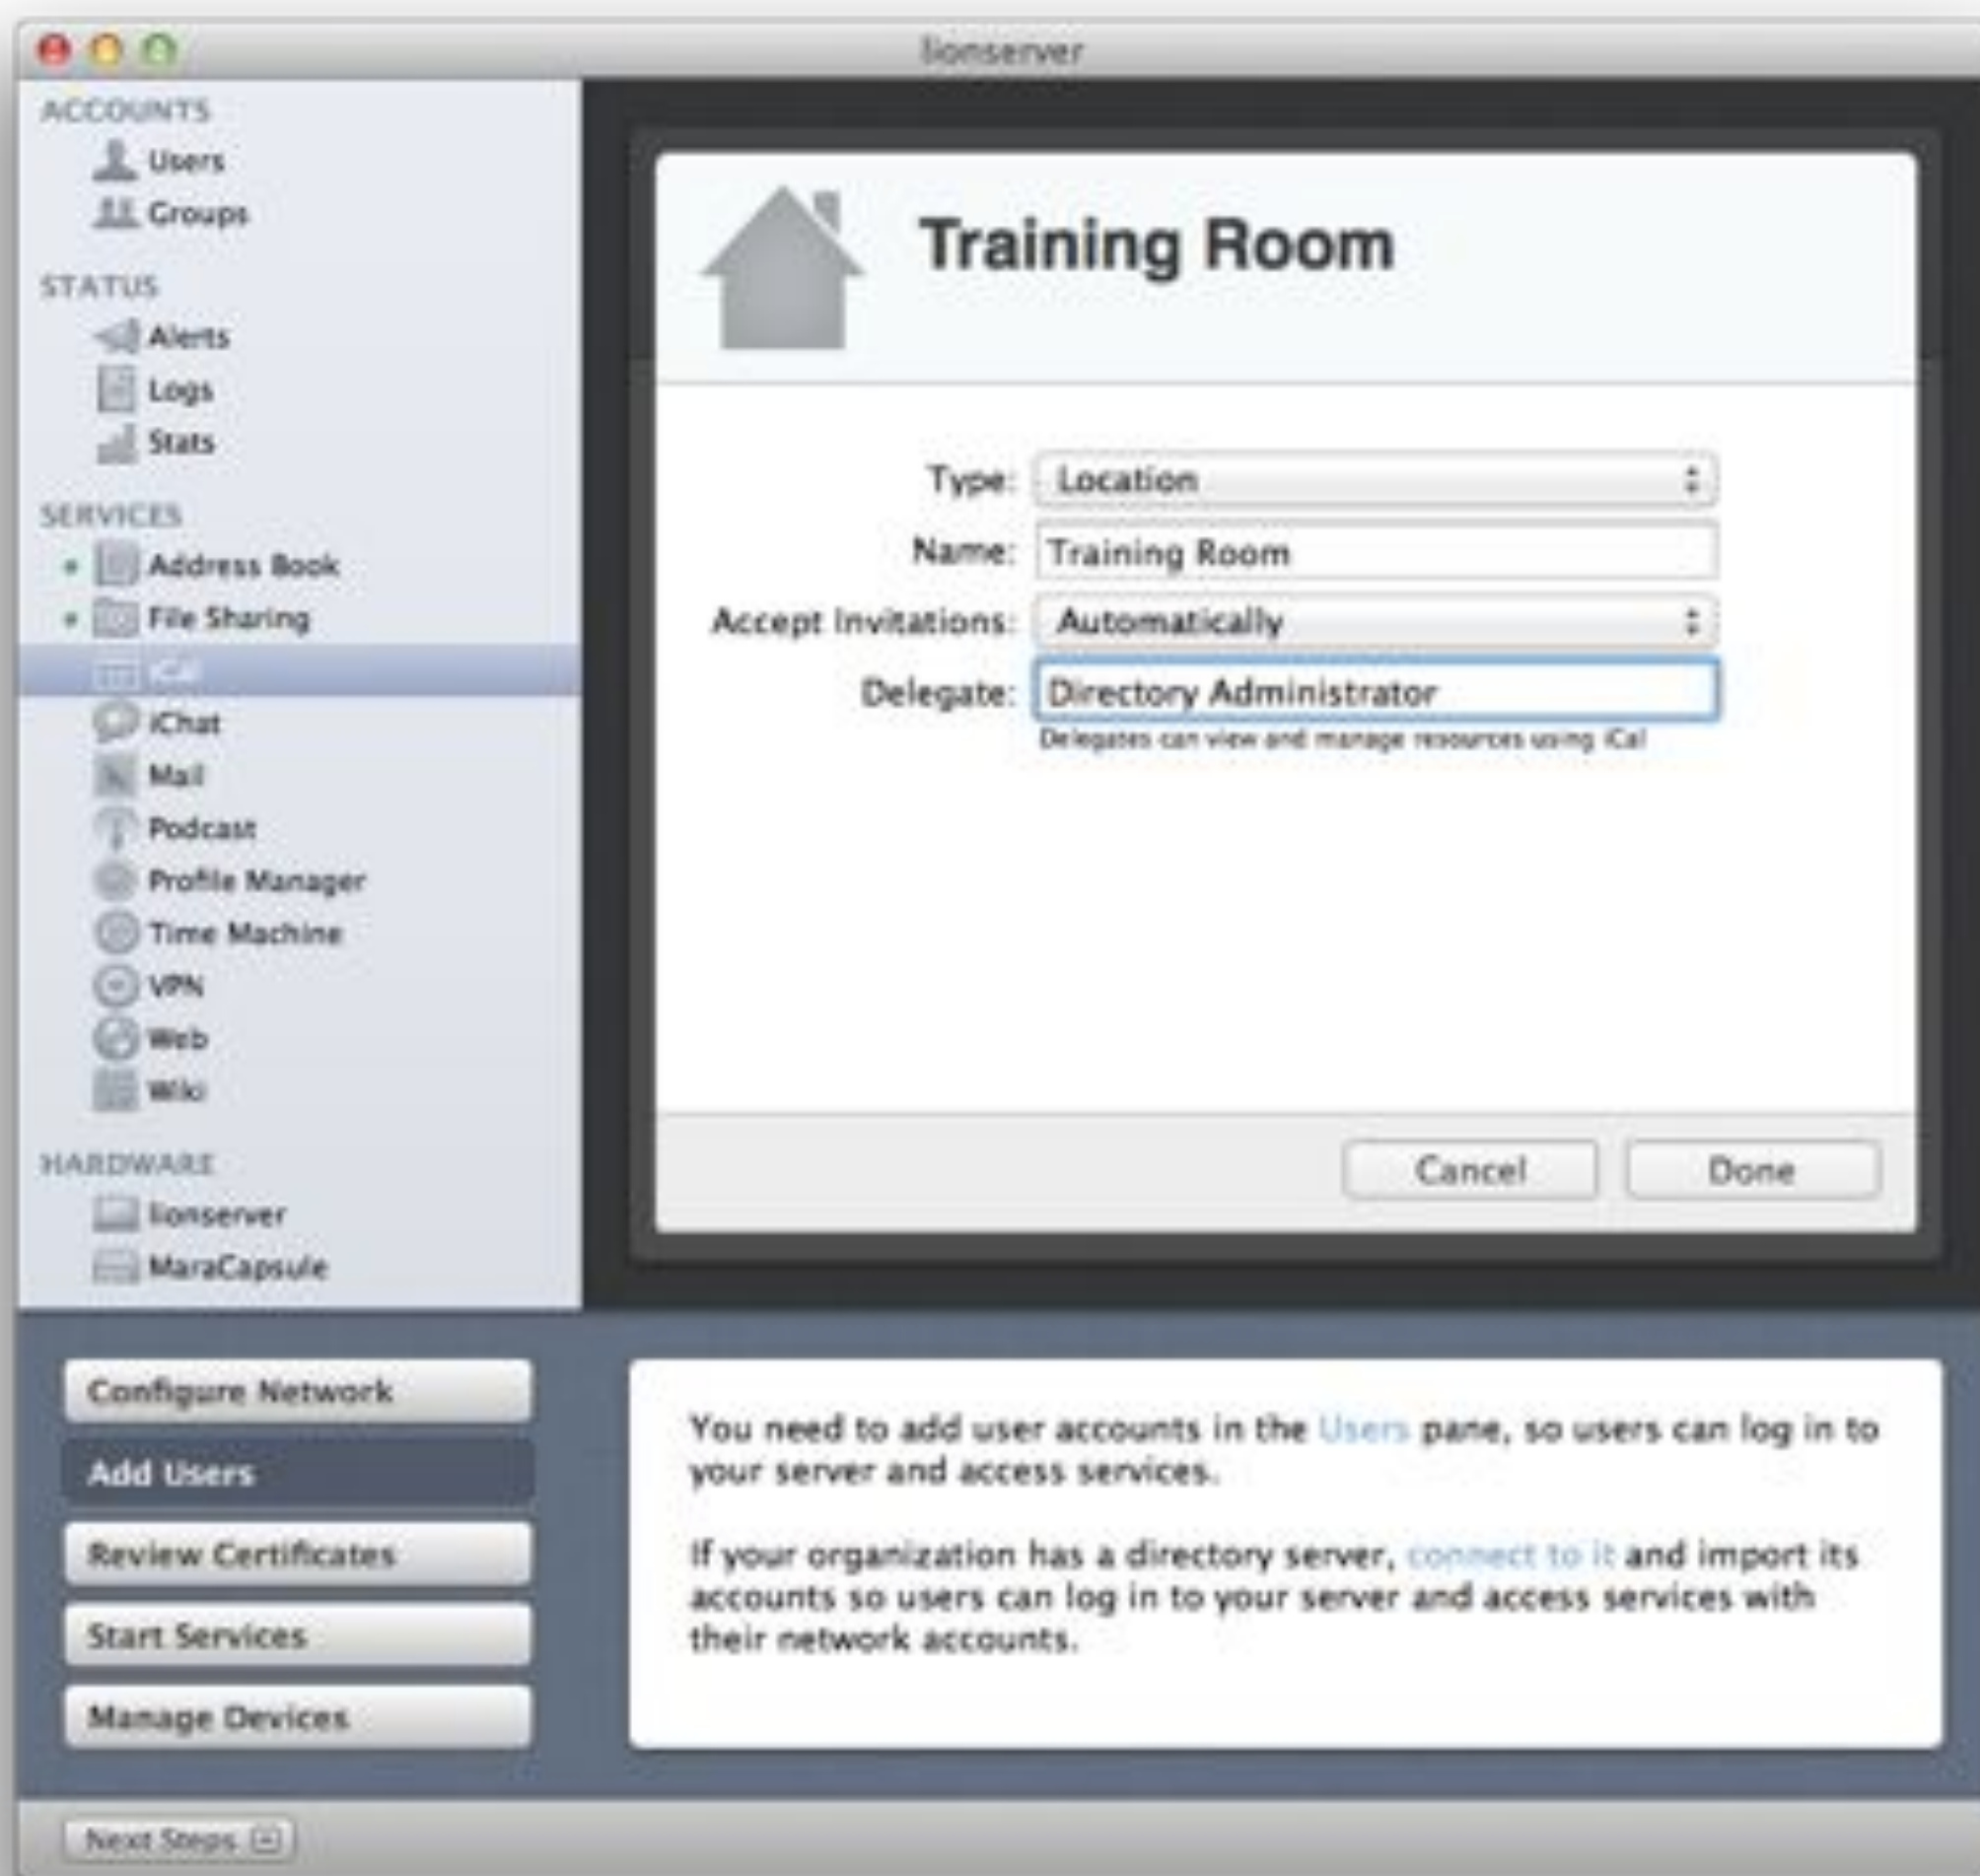 lionserver
ACCOUNTS
Users
Groups
STATUS
Alerts
Logs
Stats
SERVICES
Address Book
File Sharing
iCal
iChat
Mail
Podcast
Profile Manager
Time Machine
VPN
Web
Wiki
HARDWARE
lionserver
MaraCapsule
Training Room
Type: Location
Name: Training Room
Accept Invitations: Automatically
Delegate: Directory Administrator
Delegates can view and manage resources using iCal
Cancel Done
Configure Network
Add Users
Review Certificates
Start Services
Manage Devices
You need to add user accounts in the Users pane, so users can log in to
your server and access services.
If your organization has a directory server, connect to it and import its
accounts so users can log in to your server and access services with
their network accounts.
Next Steps